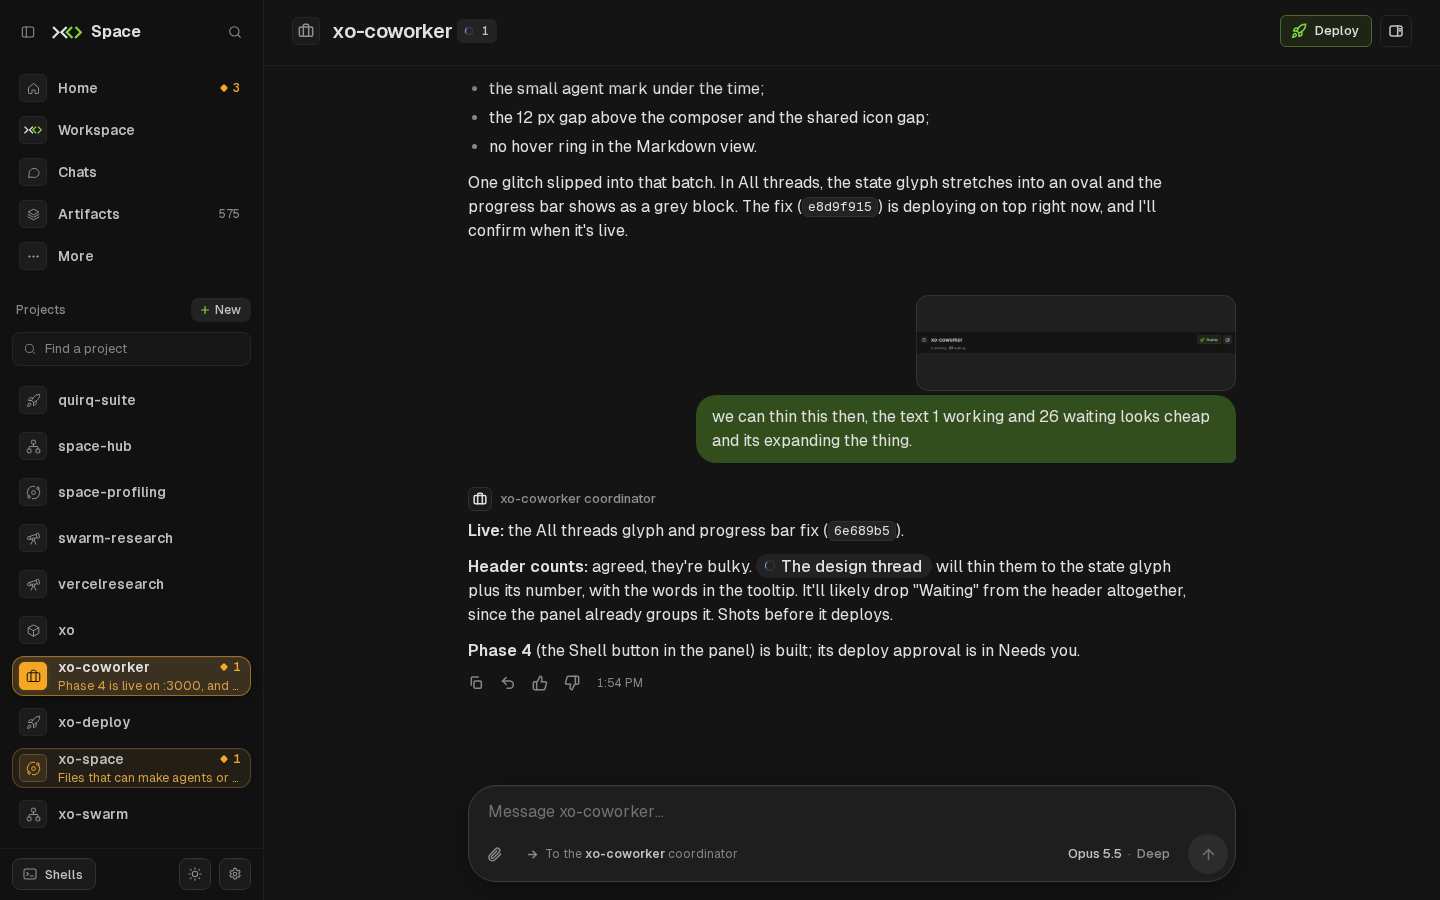 Space
Home
3
Workspace
Chats
Artifacts
575
More
Projects
New
Find a project
quirq-suite
space-hub
space-profiling
swarm-research
vercelresearch
xo
xo-coworker
1
Phase 4 is live on :3000, and ...
xo-deploy
xo-space
1
Files that can make agents or ...
xo-swarm
Shells
xo-coworker
1
Deploy
the small agent mark under the time;
the 12 px gap above the composer and the shared icon gap;
no hover ring in the Markdown view.
One glitch slipped into that batch. In All threads, the state glyph stretches into an oval and the
progress bar shows as a grey block. The fix (e8d9f915) is deploying on top right now, and I'll
confirm when it's live.
xo-coworker
Deploy
we can thin this then, the text 1 working and 26 waiting looks cheap
and its expanding the thing.
xo-coworker coordinator
Live: the All threads glyph and progress bar fix (6e689b5).
Header counts: agreed, they're bulky. The design thread will thin them to the state glyph
plus its number, with the words in the tooltip. It'll likely drop "Waiting" from the header altogether,
since the panel already groups it. Shots before it deploys.
Phase 4 (the Shell button in the panel) is built; its deploy approval is in Needs you.
1:54 PM
Message xo-coworker...
To the xo-coworker coordinator
Opus 5.5 · Deep